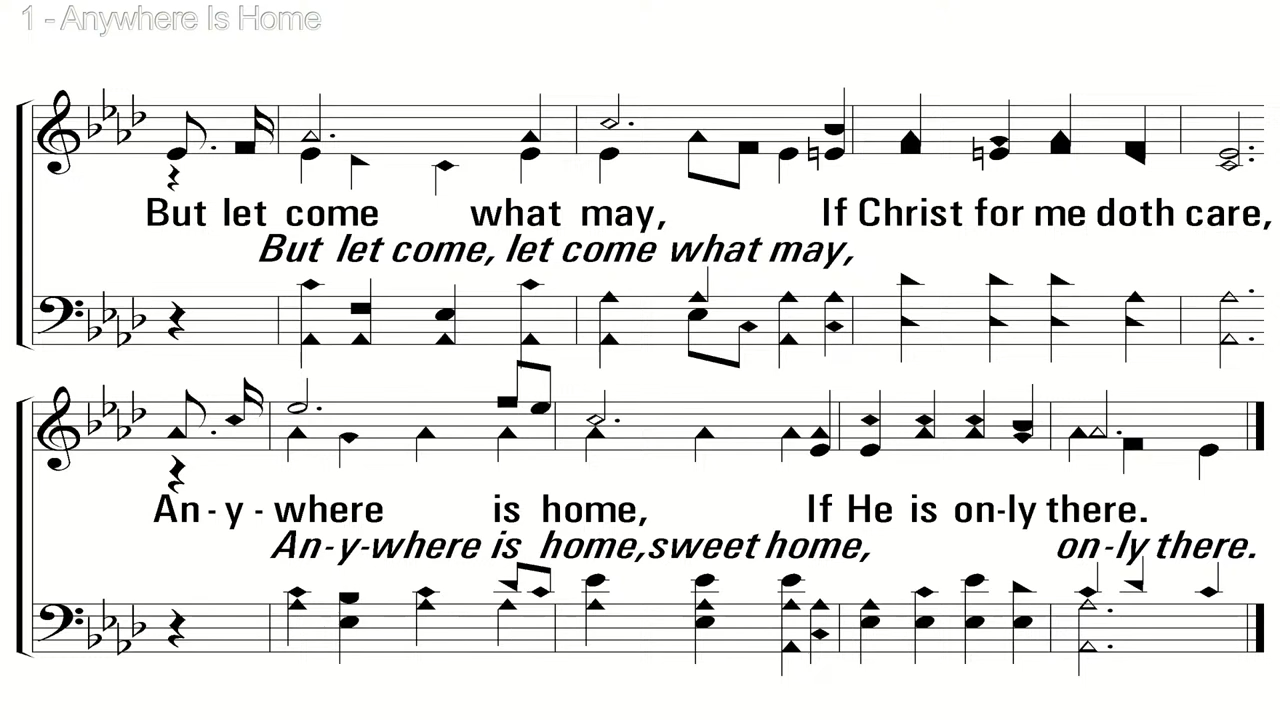 1 - Anywhere Is Home
But let come what may, If Christ for me doth care,
But let come, let come what may,
An - y - where is home, If He is on-ly there.
An-y-where is home, sweet home, on-ly there.